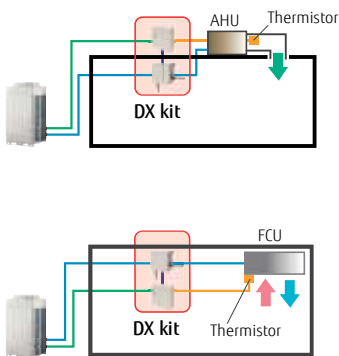 AHU
Thermistor
DX kit
FCU
DX kit
Thermistor